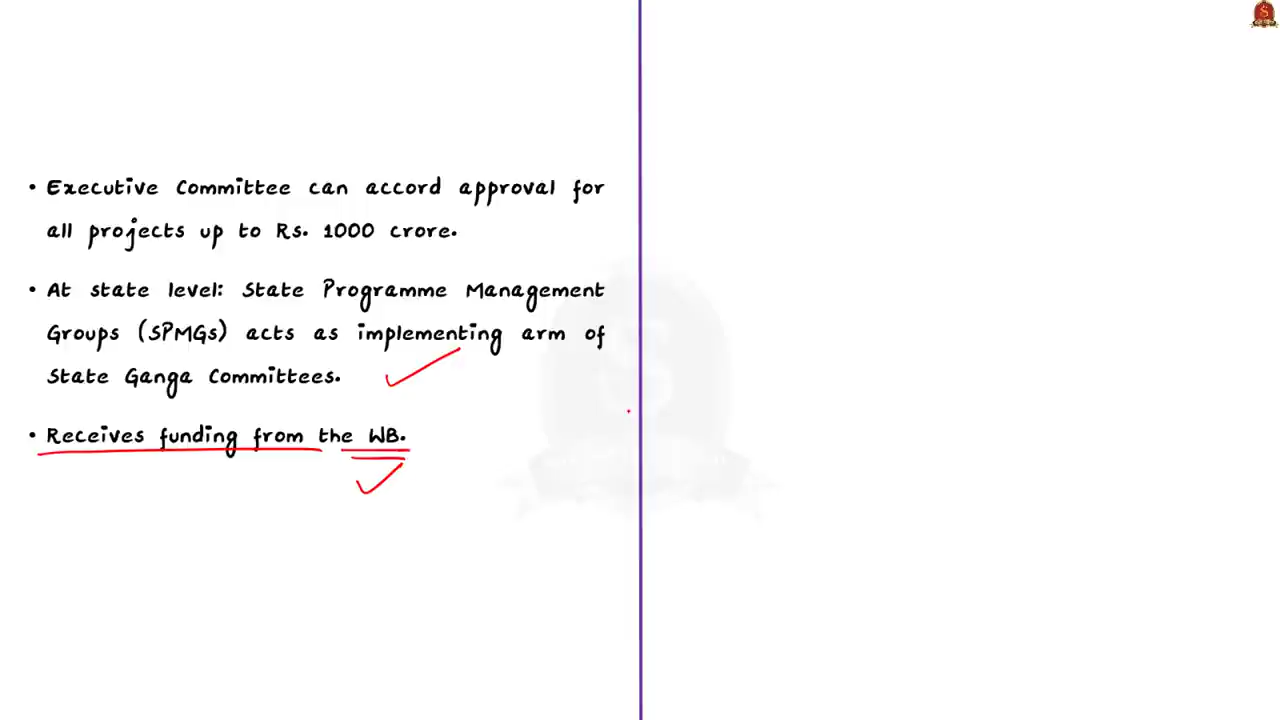 • Executive Committee can accord approval for
all projects up to Rs. 1000 crore.
• At state level: State Programme Management
Groups (SPMGs) acts as implementing arm of
State Ganga Committees.
• Receives funding from the WB.